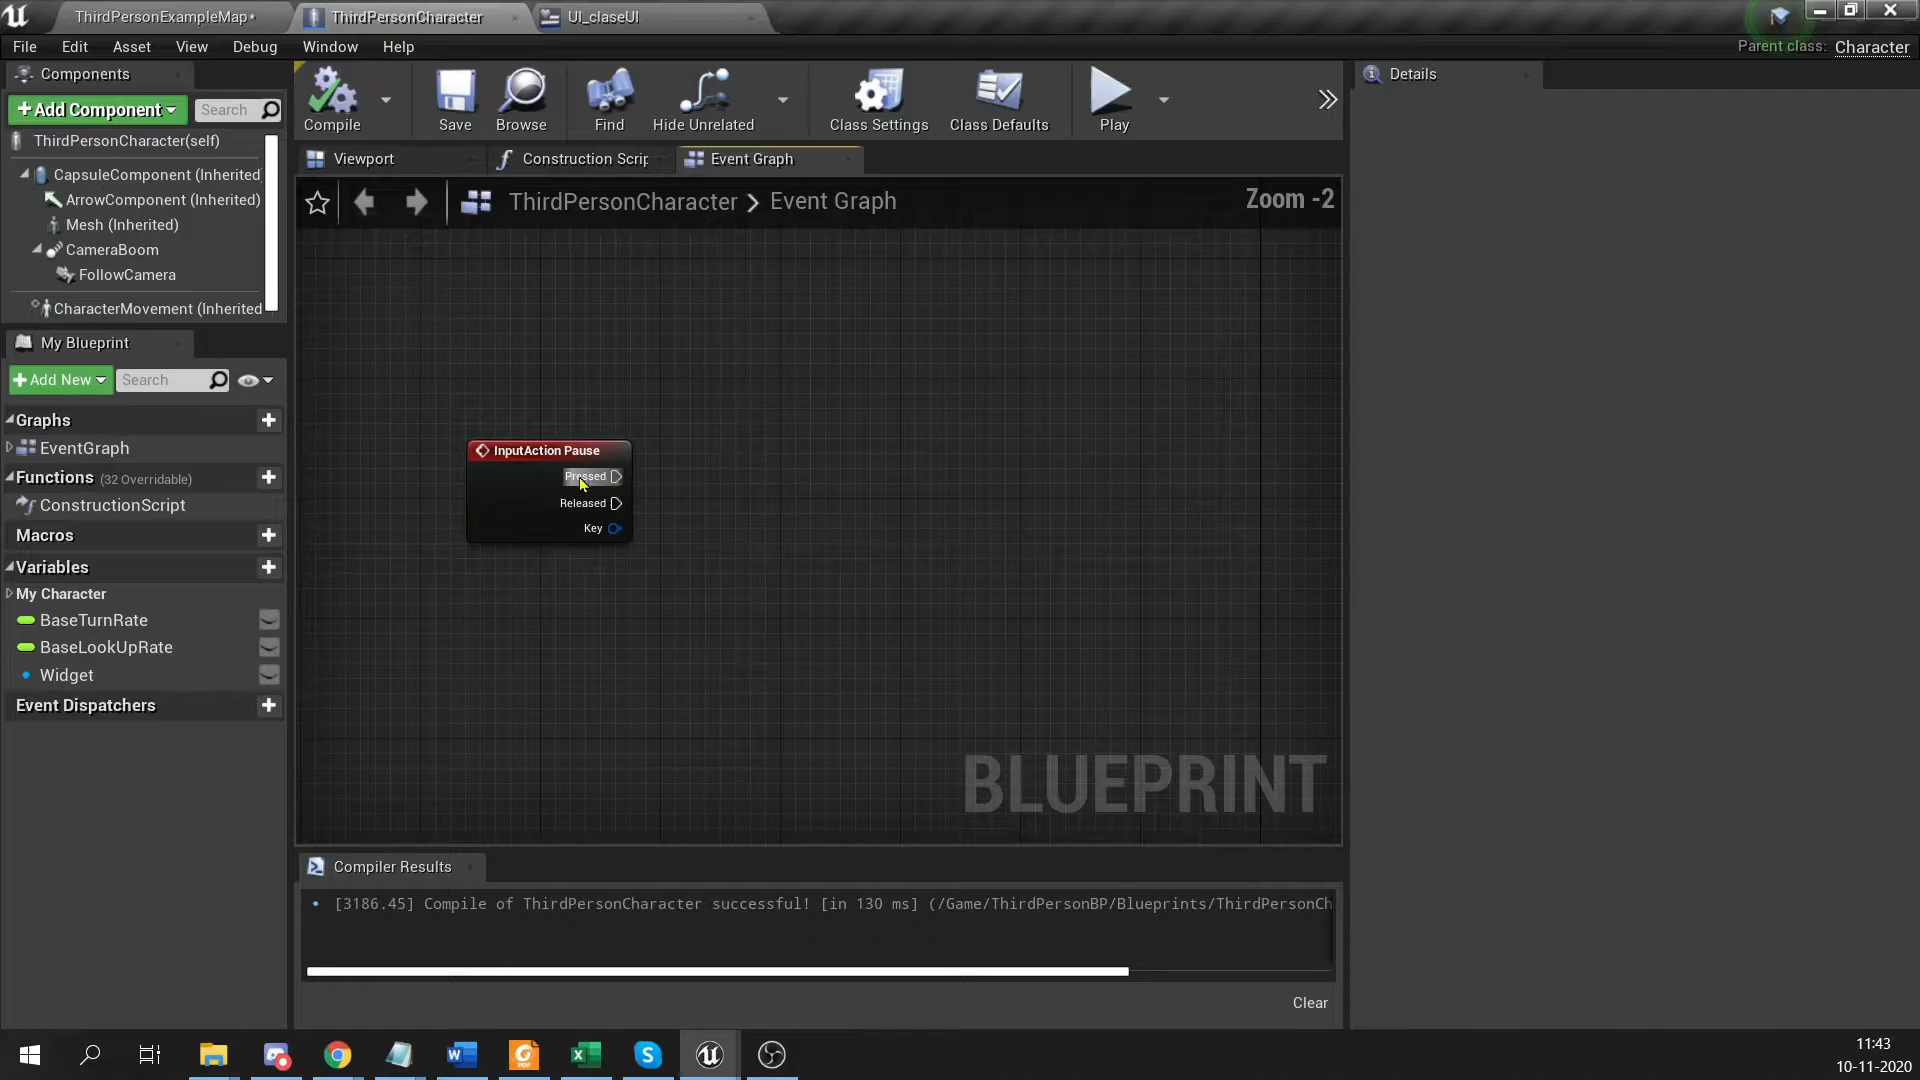 ThirdPersonExampleMap*
ThirdPersonCharacter
UI_claseUI
File Edit Asset View Debug Window Help
Parent class: Character
Components
Add Component
Search
ThirdPersonCharacter(self)
CapsuleComponent (Inherited)
ArrowComponent (Inherited)
Mesh (Inherited)
CameraBoom
FollowCamera
CharacterMovement (Inherited
My Blueprint
Add New
Search
Graphs
EventGraph
Functions (32 Overridable)
ConstructionScript
Macros
Variables
My Character
BaseTurnRate
BaseLookUpRate
Widget
Event Dispatchers
Compile
Save
Browse
Find
Hide Unrelated
Class Settings
Class Defaults
Play
Viewport
Construction Scrip
Event Graph
ThirdPersonCharacter > Event Graph
Zoom -2
InputAction Pause
Pressed
Released
Key
BLUEPRINT
Compiler Results
[3186.45] Compile of ThirdPersonCharacter successful! [in 130 ms] (/Game/ThirdPersonBP/Blueprints/ThirdPersonCh
Clear
Details
11:43
10-11-2020